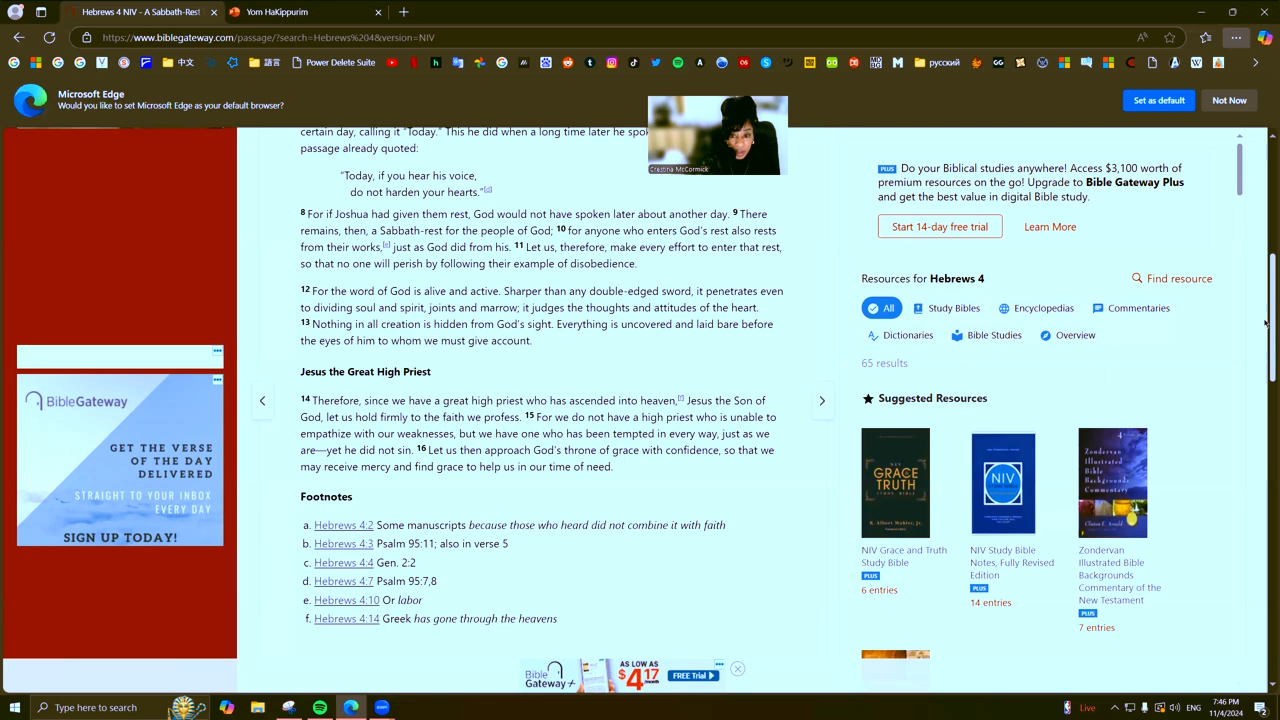 Hebrews 4 NIV - A Sabbath-Rest
Yom HaKippurim
https://www.biblegateway.com/passage/?search=Hebrews%204&version=NIV
中文
Power Delete Suite
русский
Microsoft Edge
Would you like to set Microsoft Edge as your default browser?
Set as default
Not Now
certain day, calling it “Today.” This he did when a long time later he spok
passage already quoted:
“Today, if you hear his voice,
do not harden your hearts.”[d]
8 For if Joshua had given them rest, God would not have spoken later about another day. 9 There
remains, then, a Sabbath-rest for the people of God; 10 for anyone who enters God’s rest also rests
from their works,[e] just as God did from his. 11 Let us, therefore, make every effort to enter that rest,
so that no one will perish by following their example of disobedience.
12 For the word of God is alive and active. Sharper than any double-edged sword, it penetrates even
to dividing soul and spirit, joints and marrow; it judges the thoughts and attitudes of the heart.
13 Nothing in all creation is hidden from God’s sight. Everything is uncovered and laid bare before
the eyes of him to whom we must give account.
Jesus the Great High Priest
14 Therefore, since we have a great high priest who has ascended into heaven,[f] Jesus the Son of
God, let us hold firmly to the faith we profess. 15 For we do not have a high priest who is unable to
empathize with our weaknesses, but we have one who has been tempted in every way, just as we
are—yet he did not sin. 16 Let us then approach God’s throne of grace with confidence, so that we
may receive mercy and find grace to help us in our time of need.
Footnotes
a. Hebrews 4:2 Some manuscripts because those who heard did not combine it with faith
b. Hebrews 4:3 Psalm 95:11; also in verse 5
c. Hebrews 4:4 Gen. 2:2
d. Hebrews 4:7 Psalm 95:7,8
e. Hebrews 4:10 Or labor
f. Hebrews 4:14 Greek has gone through the heavens
Crestina McCormick
PLUS Do your Biblical studies anywhere! Access $3,100 worth of
premium resources on the go! Upgrade to Bible Gateway Plus
and get the best value in digital Bible study.
Start 14-day free trial
Learn More
Resources for Hebrews 4
Find resource
All
Study Bibles
Encyclopedias
Commentaries
Dictionaries
Bible Studies
Overview
65 results
Suggested Resources
NIV
GRACE
TRUTH
STUDY BIBLE
NIV
Zondervan
Illustrated
Bible
Backgrounds
Commentary
NIV Grace and Truth
Study Bible
PLUS
6 entries
NIV Study Bible
Notes, Fully Revised
Edition
PLUS
14 entries
Zondervan
Illustrated Bible
Backgrounds
Commentary of the
New Testament
PLUS
7 entries
BibleGateway
GET THE VERSE
OF THE DAY
DELIVERED
STRAIGHT TO YOUR INBOX
EVERY DAY
SIGN UP TODAY!
Bible
Gateway+
AS LOW AS
$4.17
/month
FREE Trial
Type here to search
Live
ENG
7:46 PM
11/4/2024
2